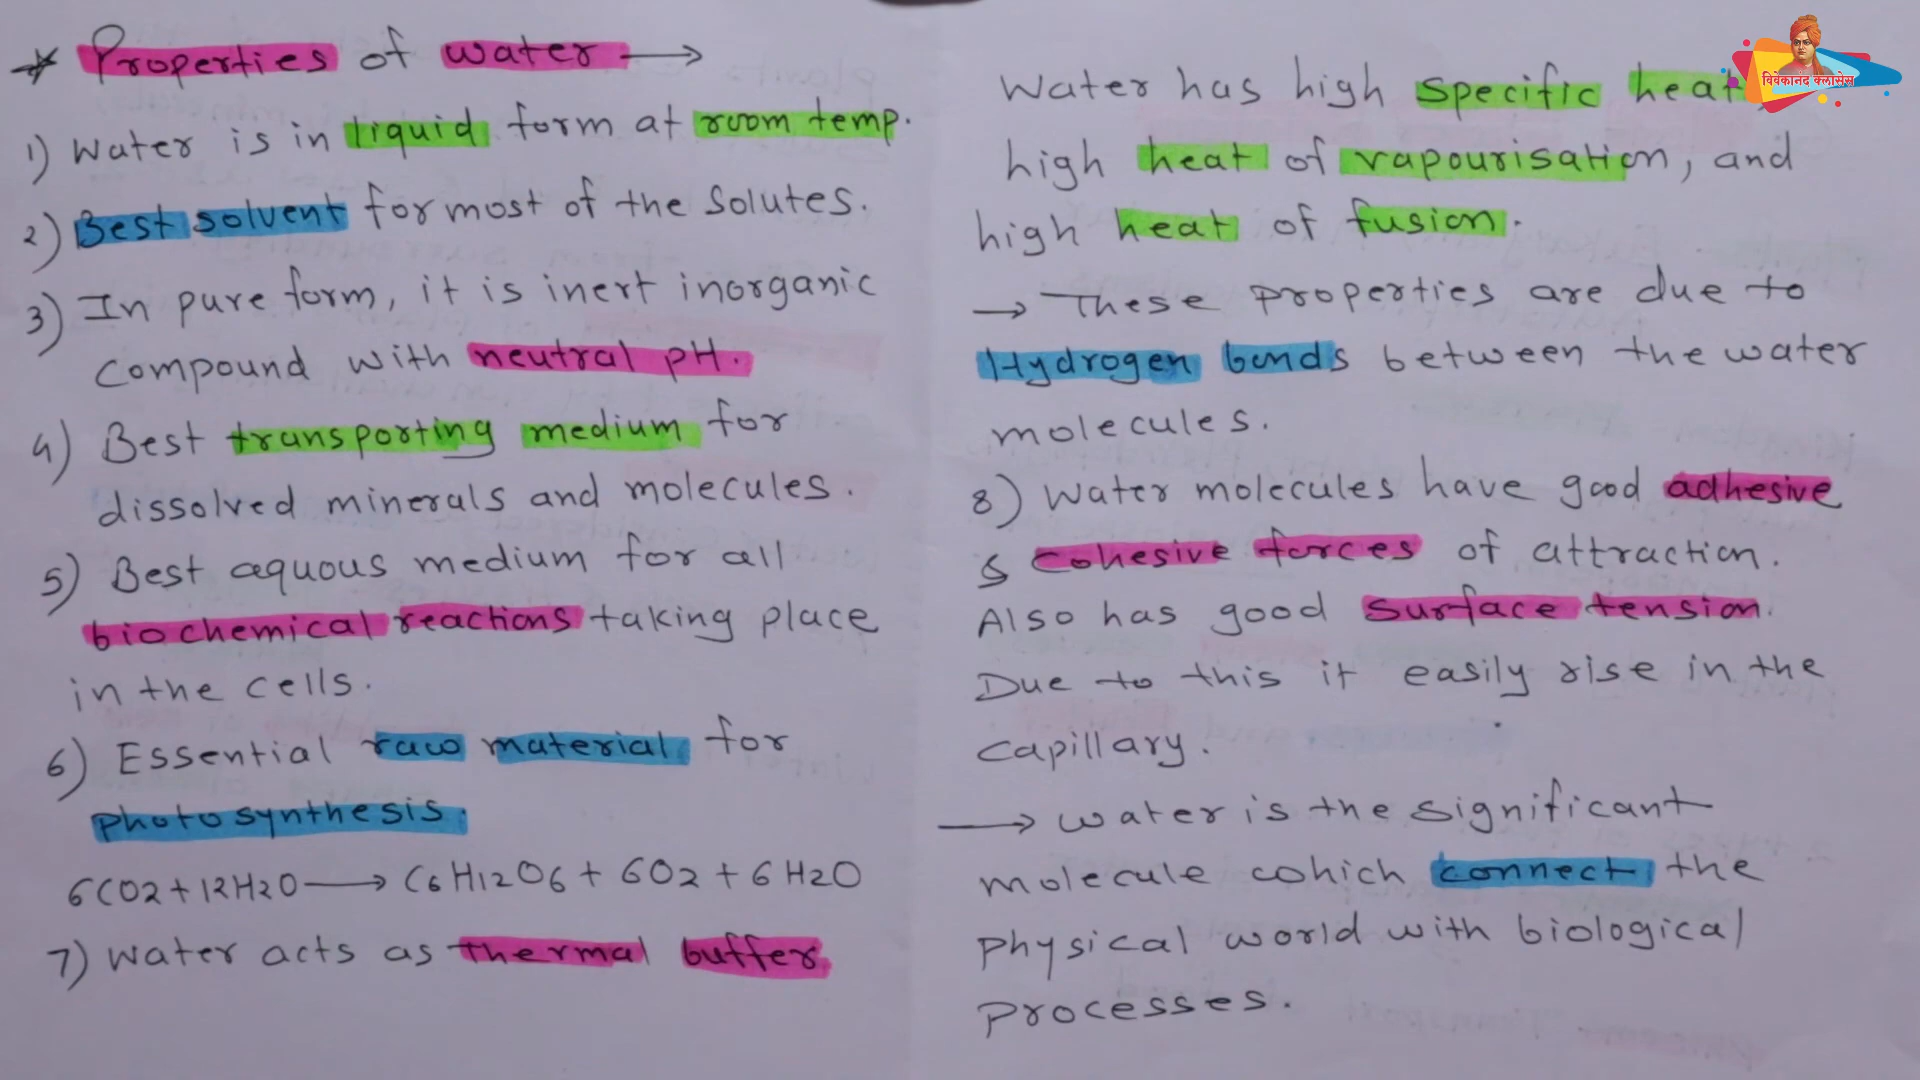 * Properties of water →
1) Water is in liquid form at room temp.
2) Best solvent for most of the solutes.
3) In pure form, it is inert inorganic
compound with neutral pH.
4) Best transporting medium for
dissolved minerals and molecules.
5) Best aquous medium for all
biochemical reactions taking place
in the cells.
6) Essential raw material for
photosynthesis.
6CO2 + 12H2O → C6H12O6 + 6O2 + 6H2O
7) Water acts as thermal buffer
Water has high specific heat
high heat of vapourisation, and
high heat of fusion.
→ These properties are due to
Hydrogen bonds between the water
molecules.
8) Water molecules have good adhesive
& cohesive forces of attraction.
Also has good surface tension.
Due to this it easily rise in the
capillary.
→ water is the significant
molecule which connect the
physical world with biological
processes.
विवेकानंद क्लासेस